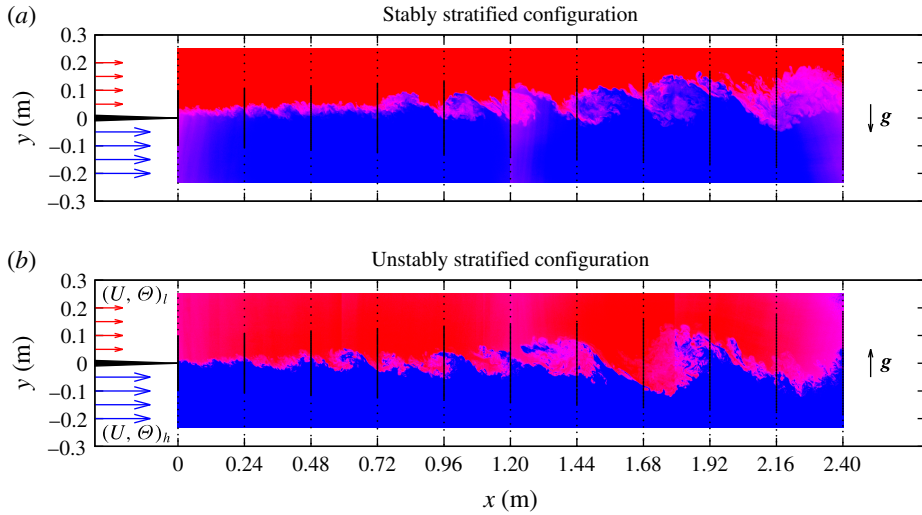 (a)
Stably stratified configuration
0.3
0.2
0.1
0
−0.1
−0.2
−0.3
y (m)
g
(b)
Unstably stratified configuration
0.3
0.2
0.1
0
−0.1
−0.2
−0.3
y (m)
(U, Θ)l
(U, Θ)h
g
0 0.24 0.48 0.72 0.96 1.20 1.44 1.68 1.92 2.16 2.40
x (m)